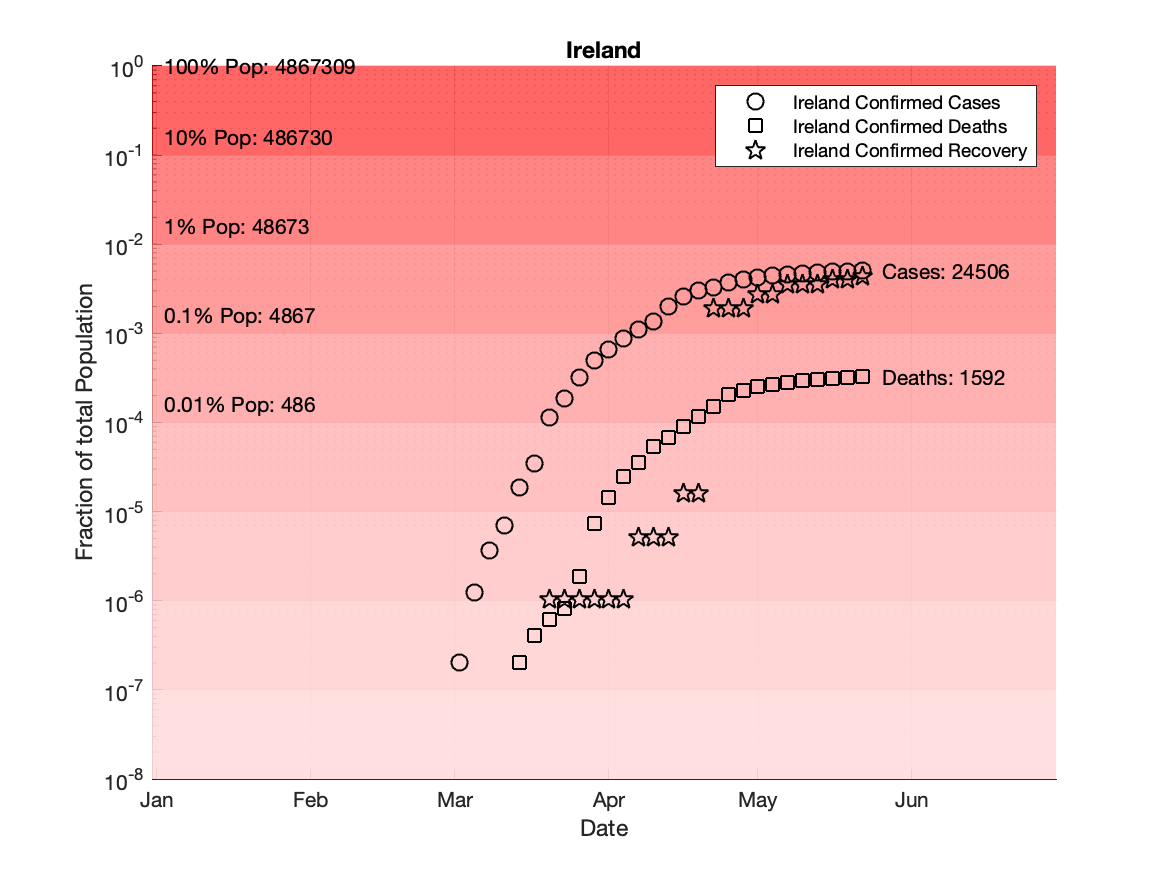 Ireland
10^0
100% Pop: 4867309
Ireland Confirmed Cases
Ireland Confirmed Deaths
Ireland Confirmed Recovery
10% Pop: 486730
10^-1
1% Pop: 48673
10^-2
Cases: 24506
0.1% Pop: 4867
10^-3
Deaths: 1592
0.01% Pop: 486
10^-4
10^-5
10^-6
10^-7
10^-8
Fraction of total Population
Jan Feb Mar Apr May Jun
Date